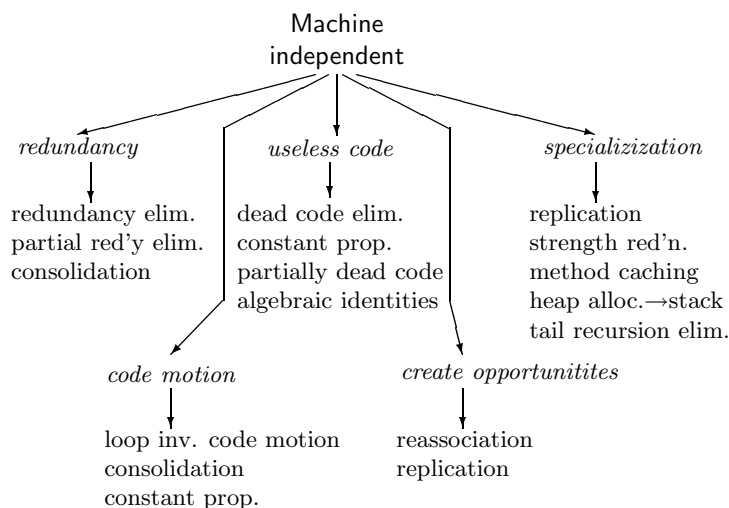 Machine
independent
redundancy
useless code
specializization
redundancy elim.
partial red'y elim.
consolidation
dead code elim.
constant prop.
partially dead code
algebraic identities
replication
strength red'n.
method caching
heap alloc.→stack
tail recursion elim.
code motion
create opportunitites
loop inv. code motion
consolidation
constant prop.
reassociation
replication